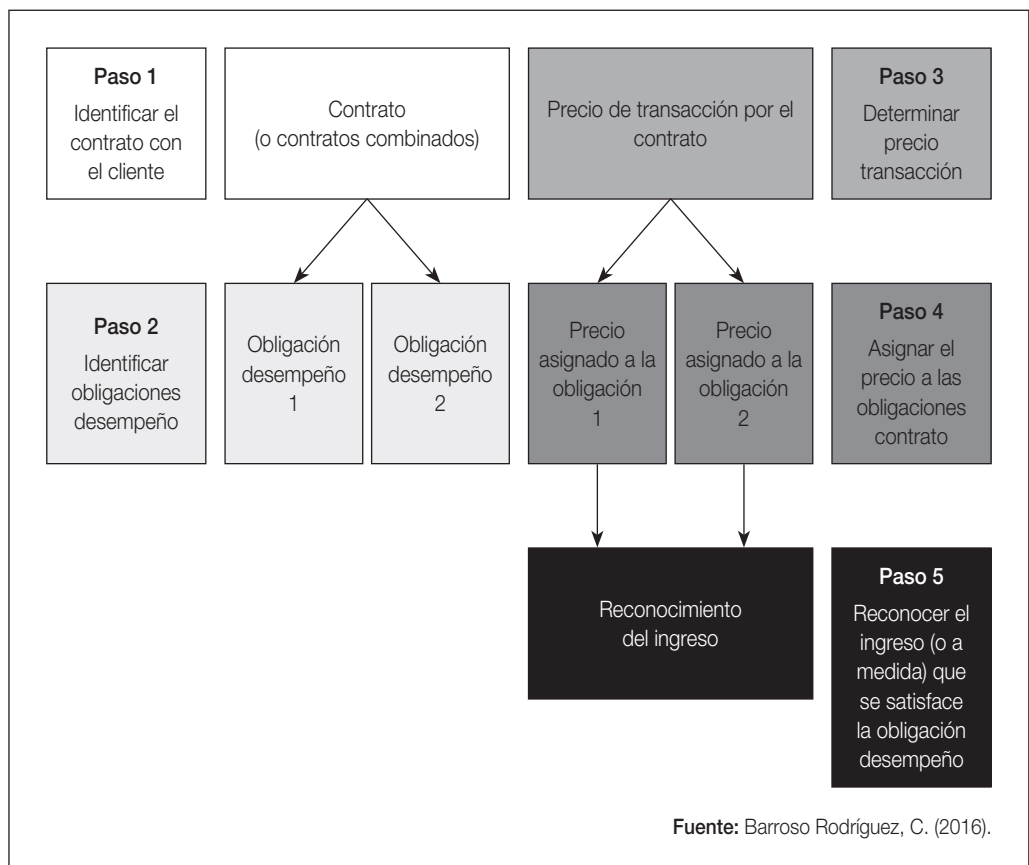 Paso 1
Identificar el
contrato con
el cliente
Contrato
(o contratos combinados)
Precio de transacción por el
contrato
Paso 3
Determinar
precio
transacción
Paso 2
Identificar
obligaciones
desempeño
Obligación
desempeño
1
Obligación
desempeño
2
Precio
asignado a la
obligación
1
Precio
asignado a la
obligación
2
Paso 4
Asignar el
precio a las
obligaciones
contrato
Reconocimiento
del ingreso
Paso 5
Reconocer el
ingreso (o a
medida) que
se satisface
la obligación
desempeño
Fuente: Barroso Rodríguez, C. (2016).